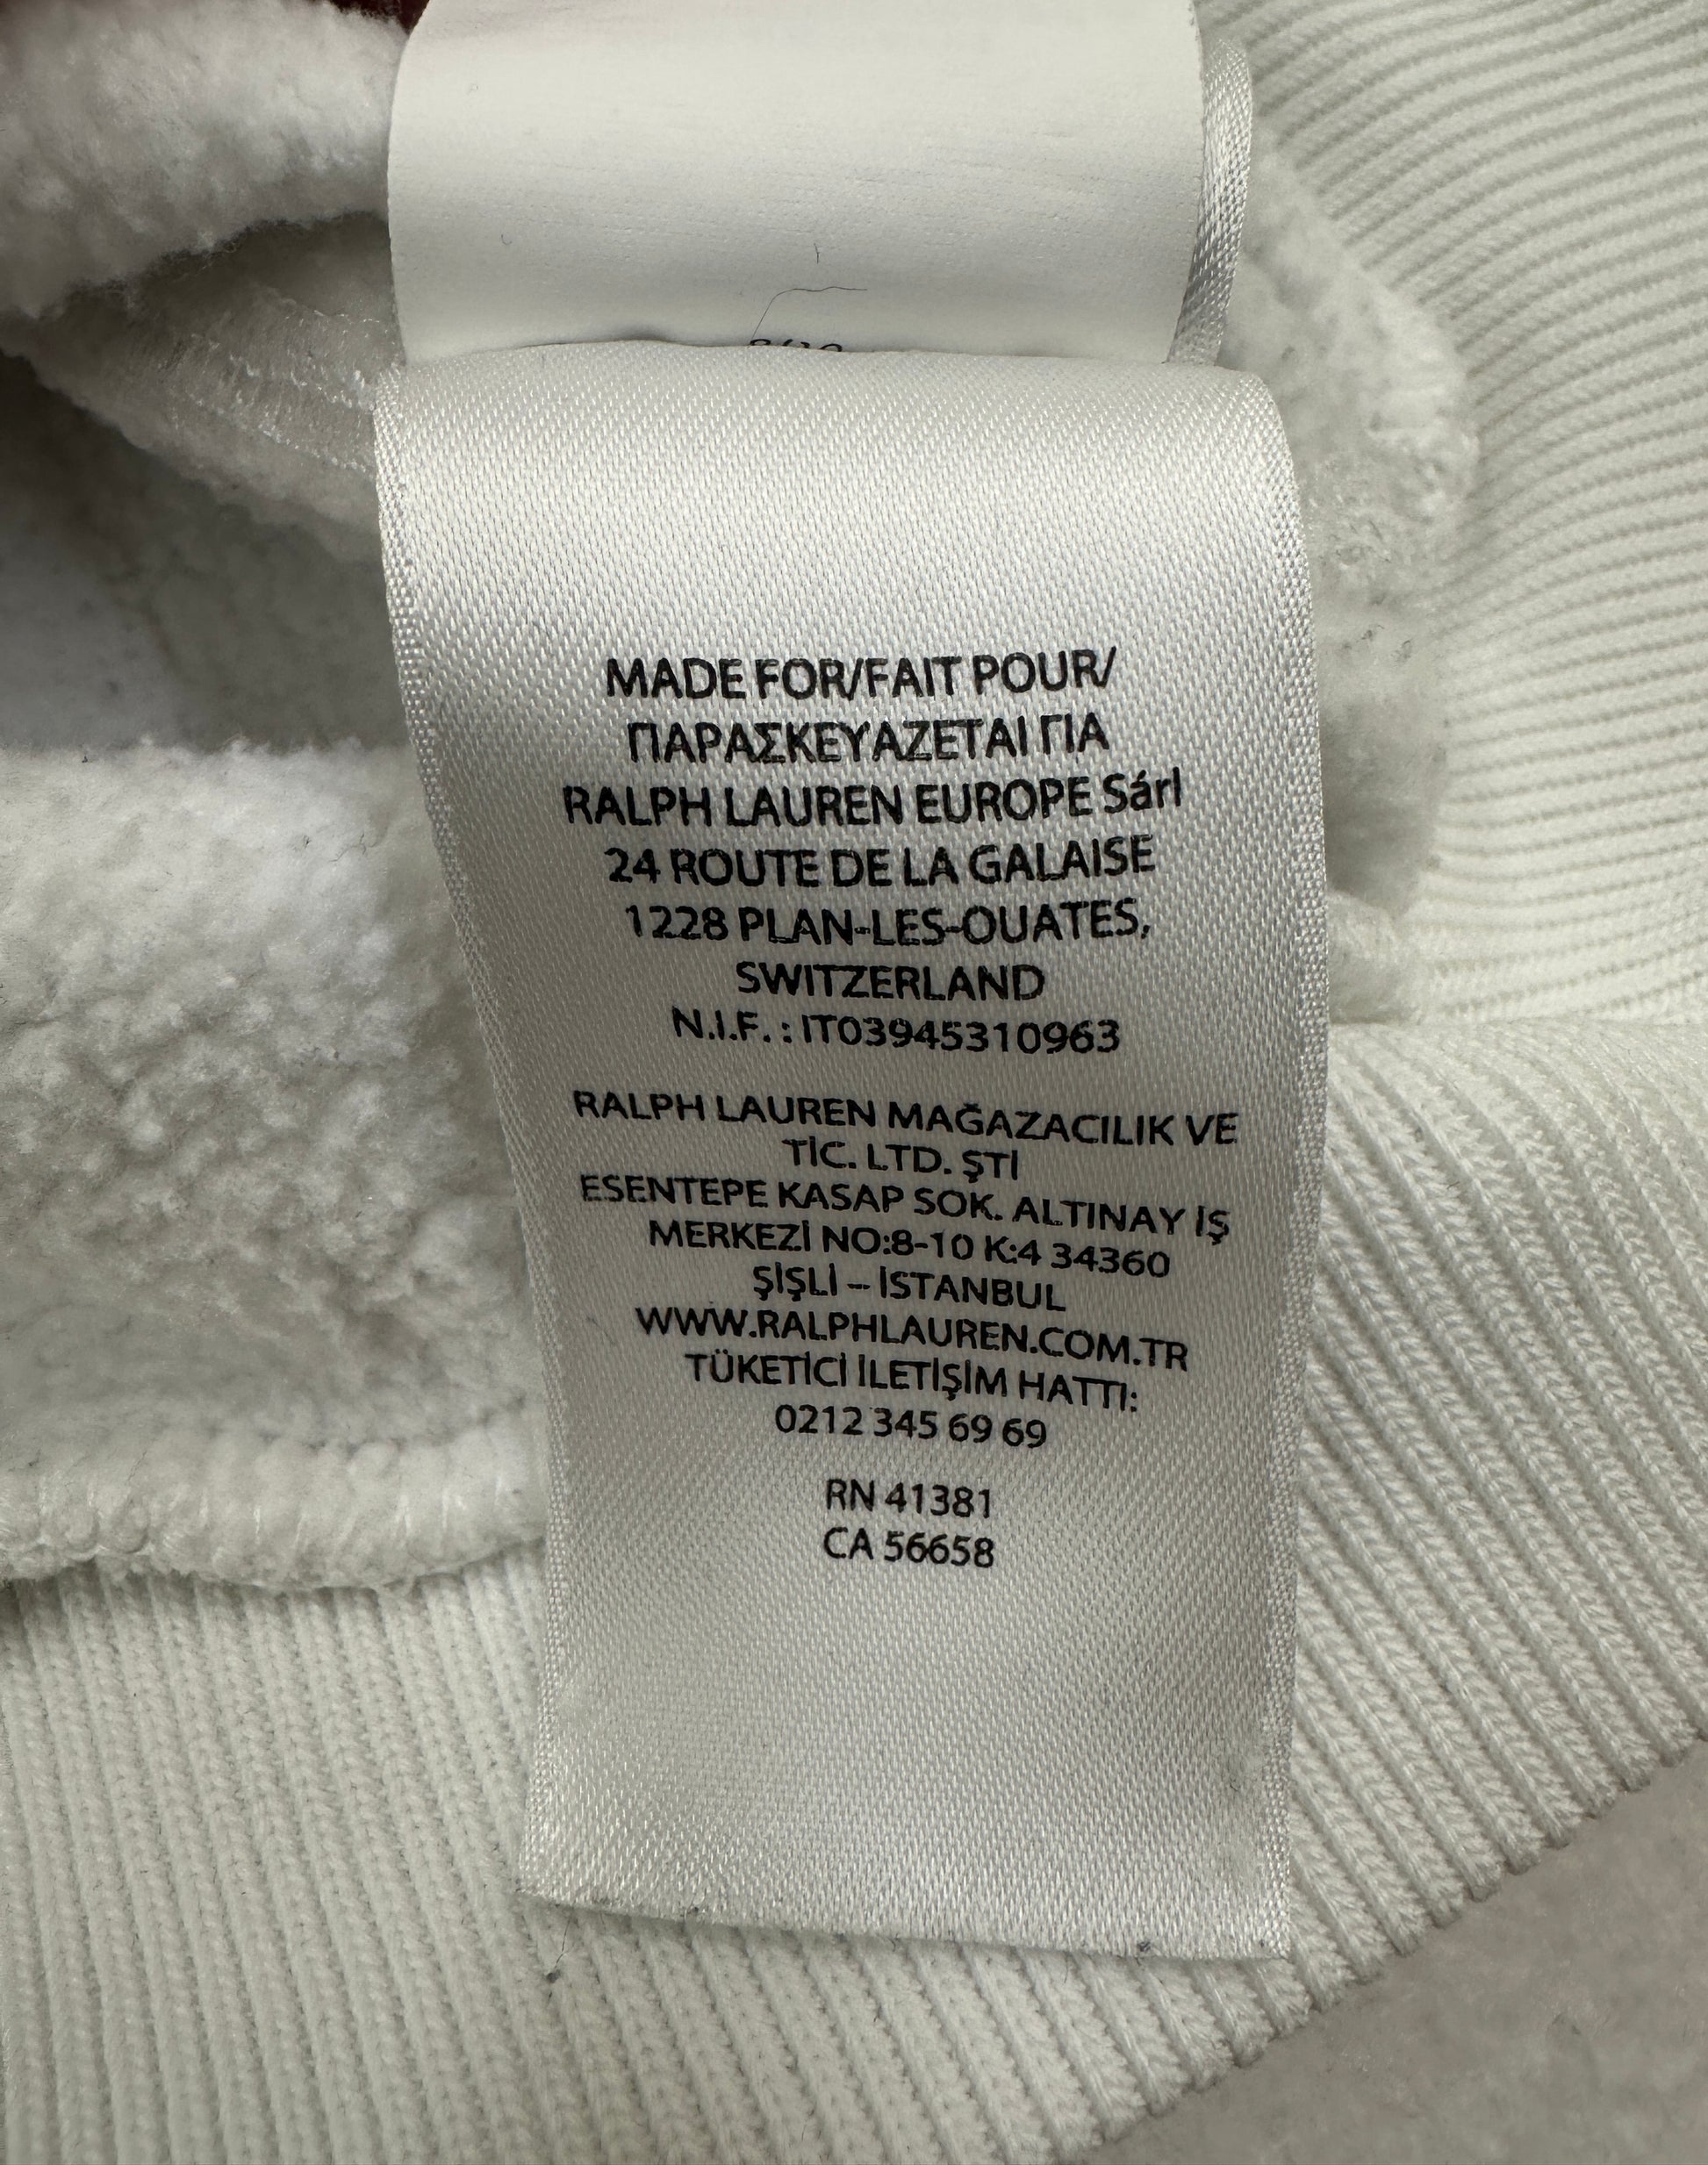 MADE FOR/FAIT POUR/
ΠΑΡΑΣΚΕΥΑΖΕΤΑΙ ΓΙΑ
RALPH LAUREN EUROPE Sárl
24 ROUTE DE LA GALAISE
1228 PLAN-LES-OUATES,
SWITZERLAND
N.I.F. : IT03945310963
RALPH LAUREN MAĞAZACILIK VE
TİC. LTD. ŞTİ
ESENTEPE KASAP SOK. ALTINAY İŞ
MERKEZİ NO:8-10 K:4 34360
ŞİŞLİ – İSTANBUL
WWW.RALPHLAUREN.COM.TR
TÜKETİCİ İLETİŞİM HATTI:
0212 345 69 69
RN 41381
CA 56658